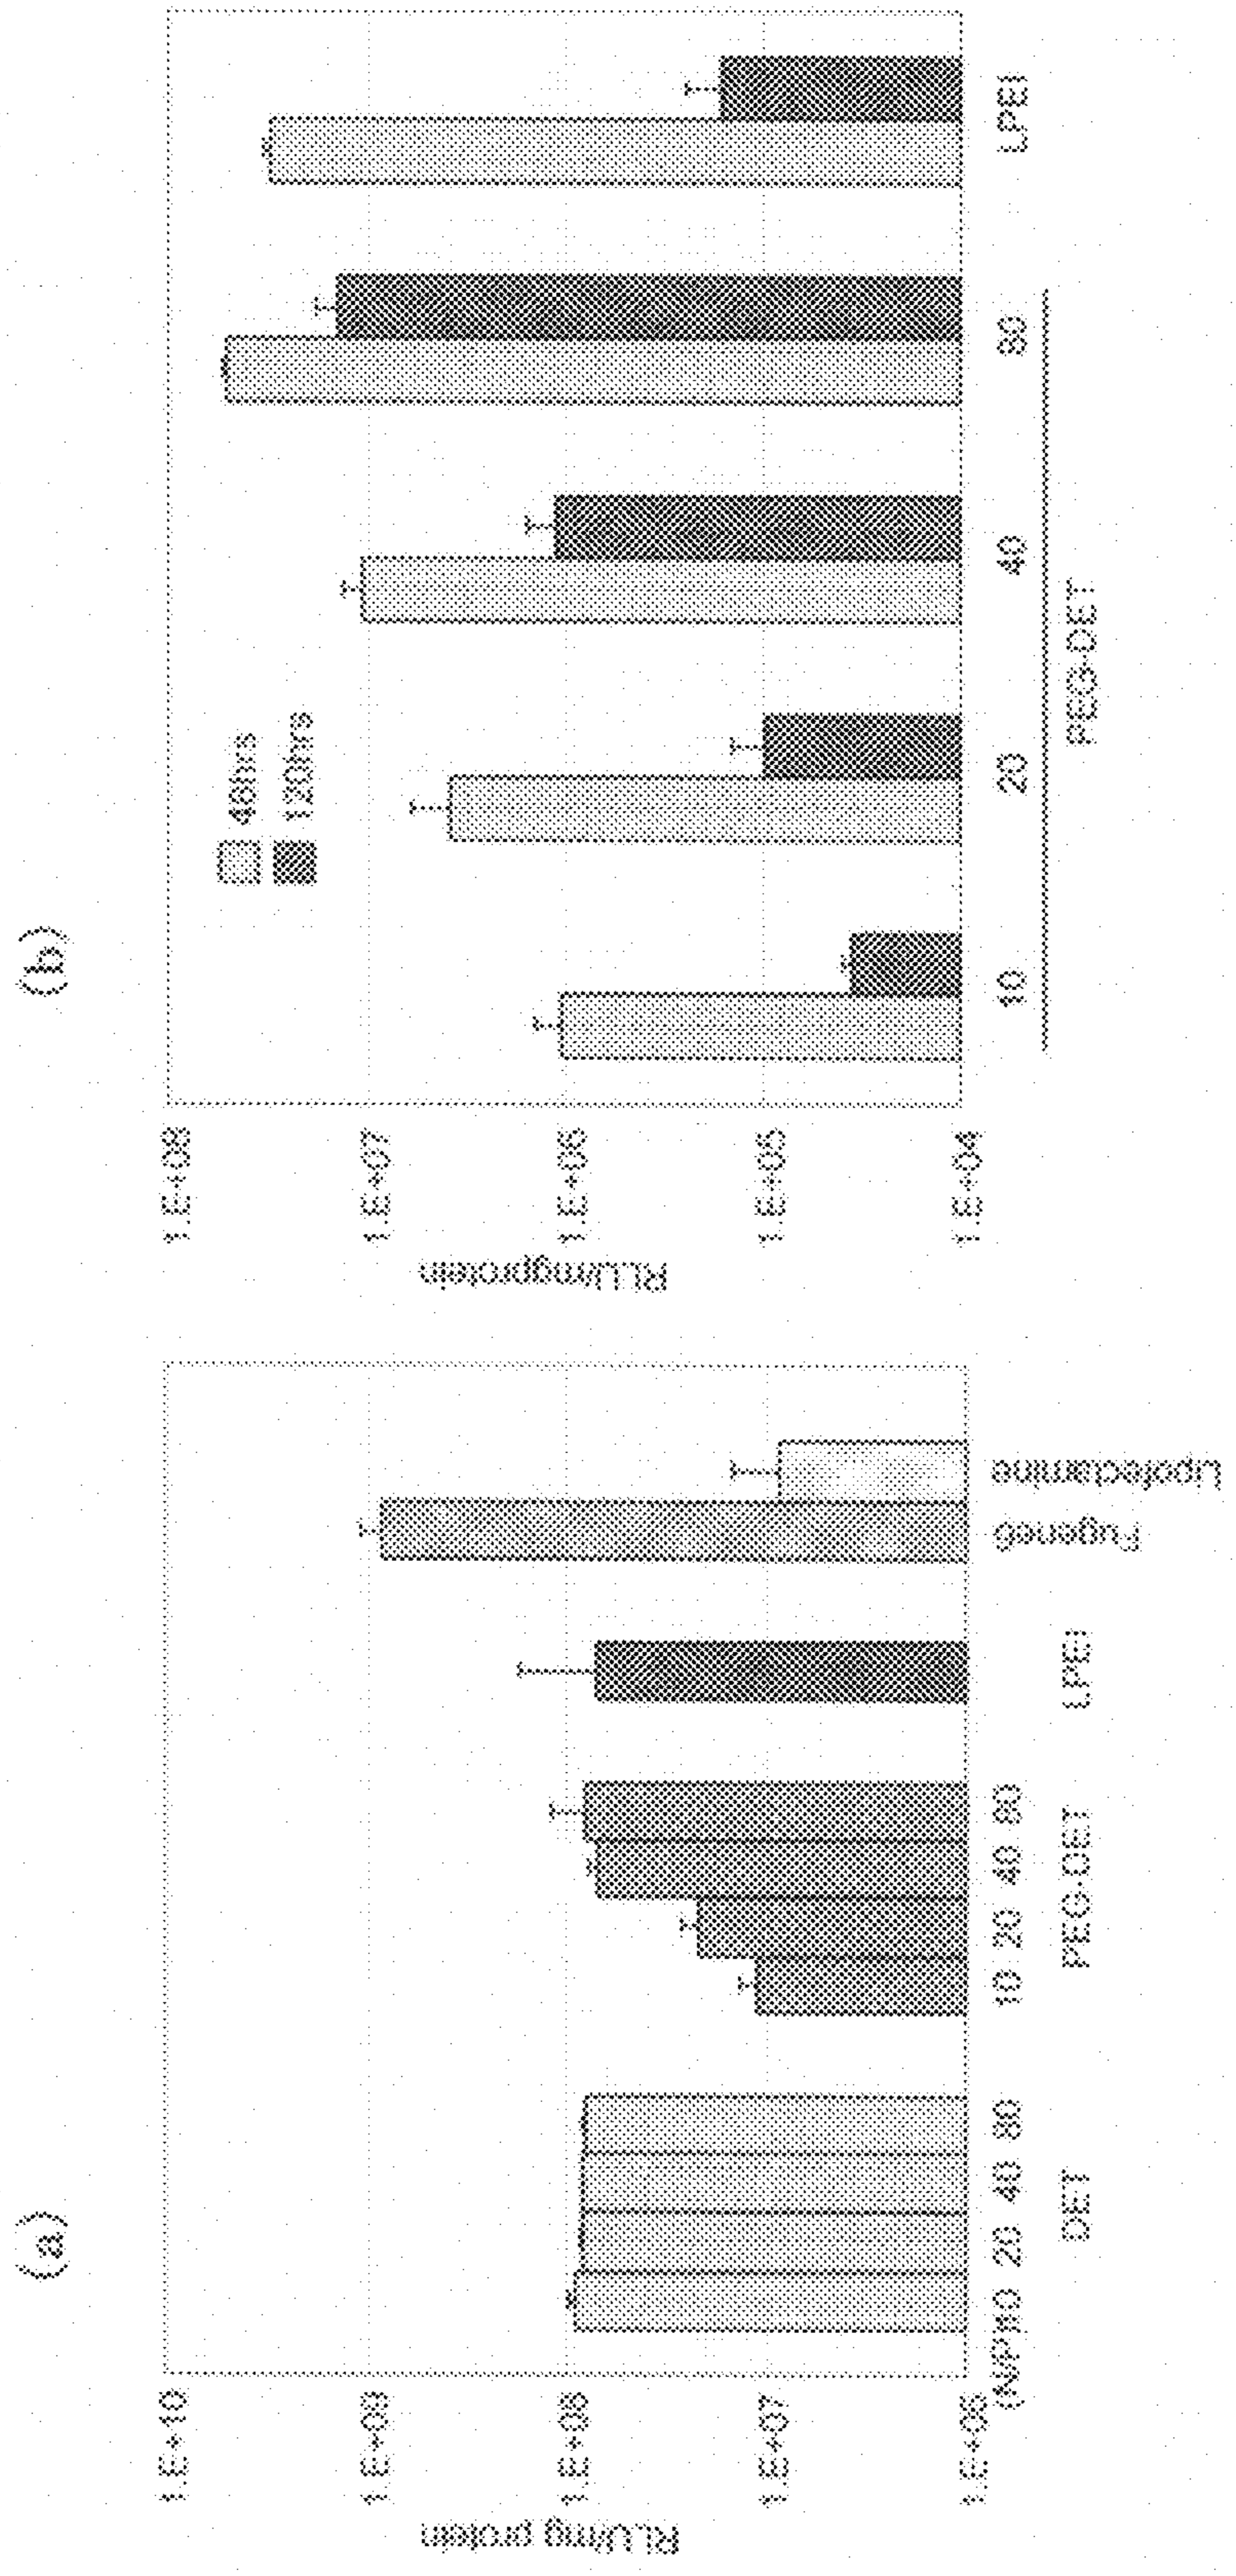 (a)
1.E+10
1.E+09
1.E+08
1.E+07
1.E+06
RLU/mg protein
(N/P) 10 20 40 80
10 20 40 80
DET
PEG-DET
LPEI
Fugene6
Lipofectamine
(b)
1.E+08
1.E+07
1.E+06
1.E+05
1.E+04
RLU/mgprotein
48hrs
120hrs
10 20 40 80 LPEI
PEG-DET